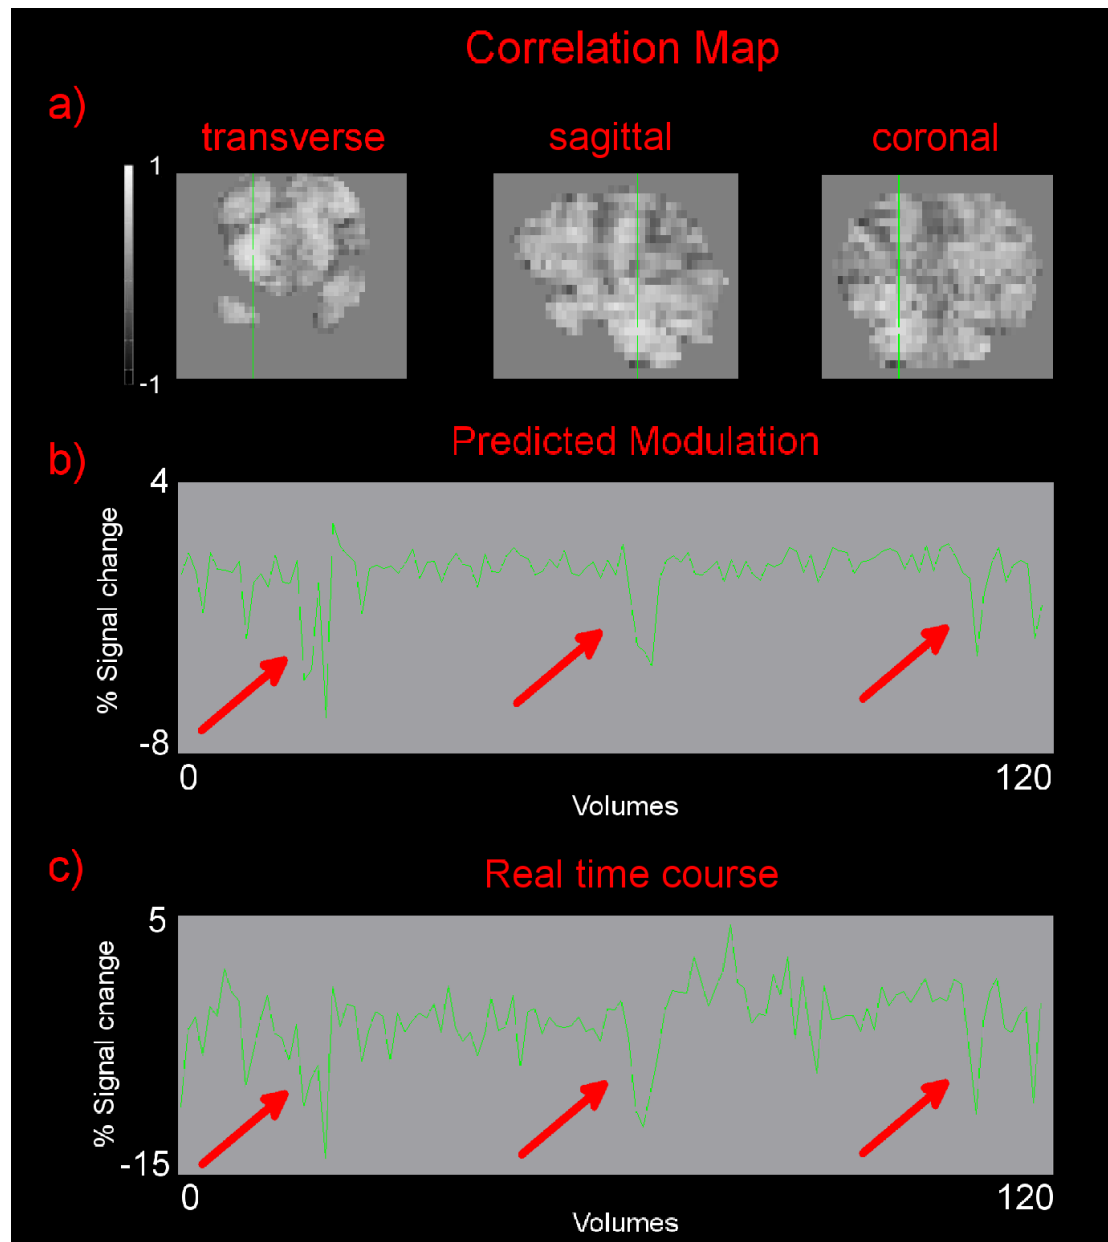 Correlation Map
a)
transverse
sagittal
coronal
1
-1
b)
Predicted Modulation
4
% Signal change
-8
0
120
Volumes
c)
Real time course
5
% Signal cnange
-15
0
120
Volumes